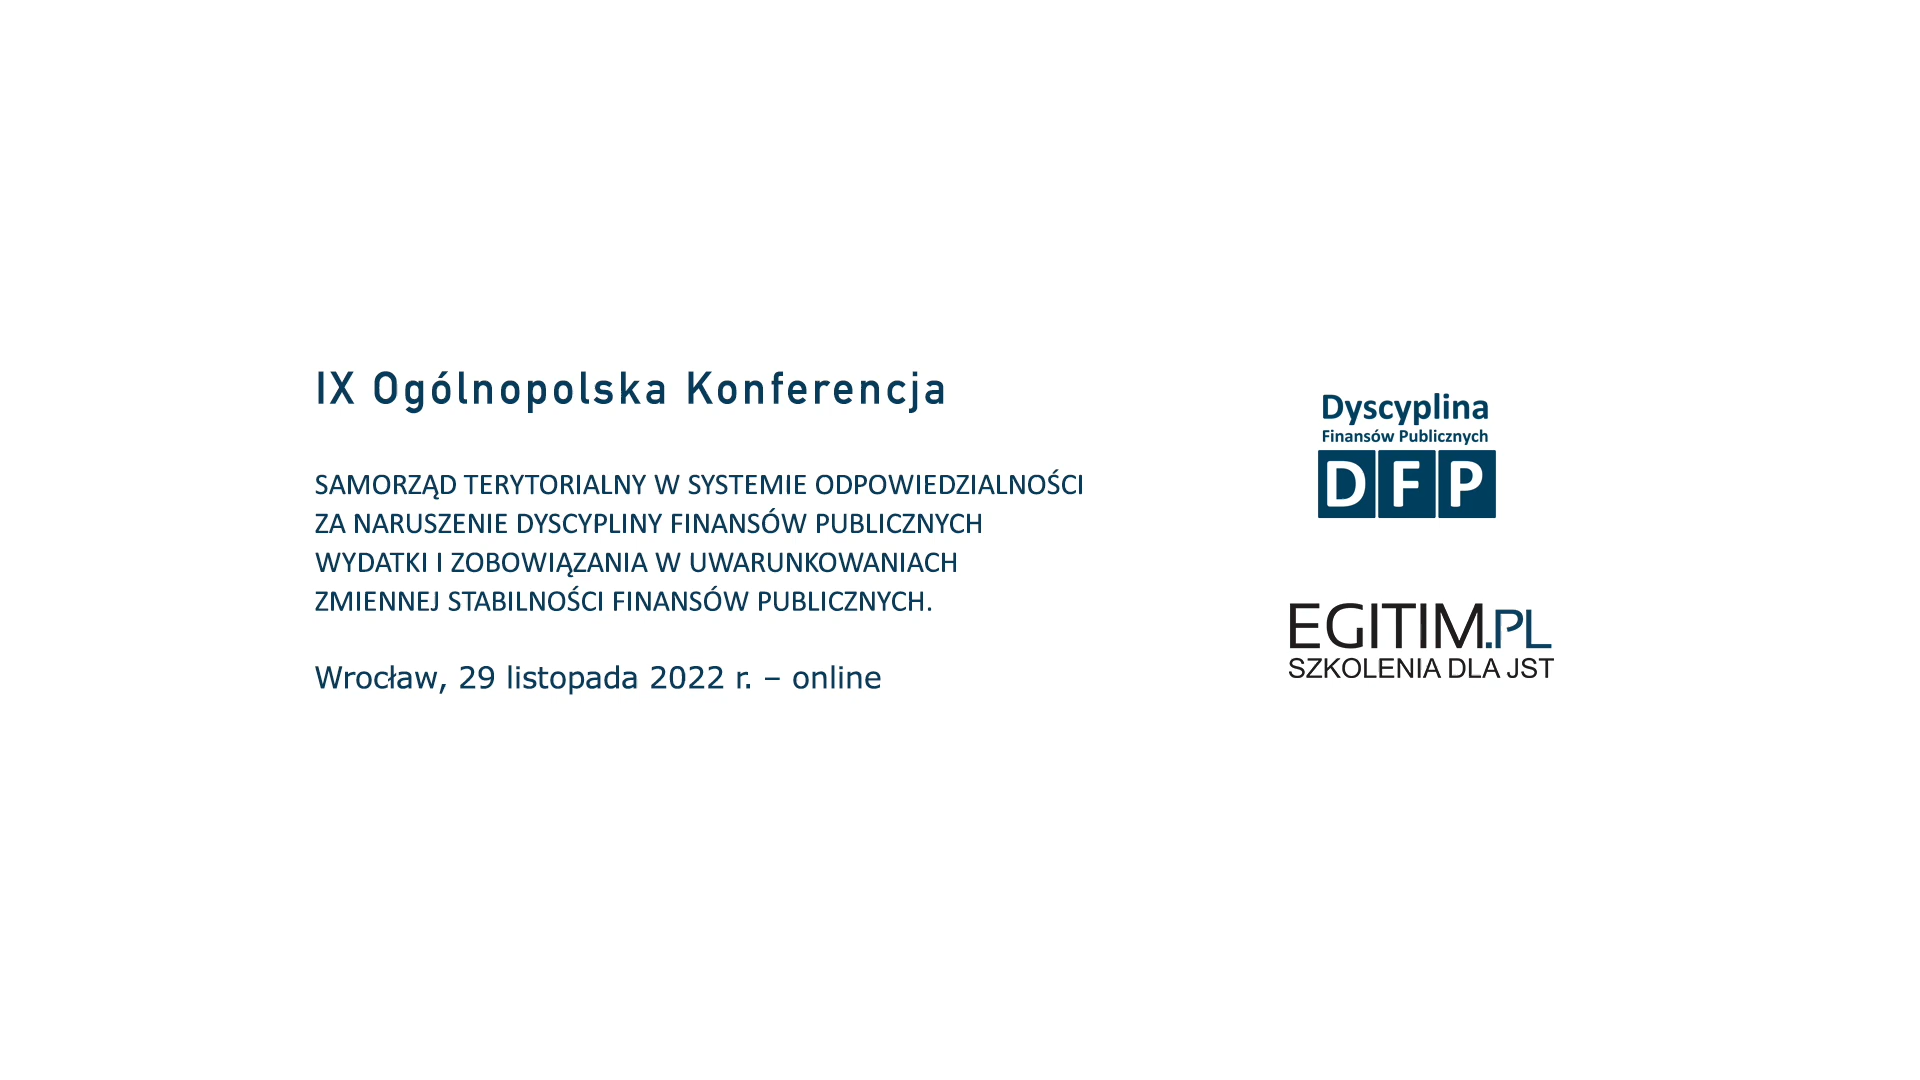 IX Ogólnopolska Konferencja
SAMORZĄD TERYTORIALNY W SYSTEMIE ODPOWIEDZIALNOŚCI
ZA NARUSZENIE DYSCYPLINY FINANSÓW PUBLICZNYCH
WYDATKI I ZOBOWIĄZANIA W UWARUNKOWANIACH
ZMIENNEJ STABILNOŚCI FINANSÓW PUBLICZNYCH.
Wrocław, 29 listopada 2022 r. – online
Dyscyplina
Finansów Publicznych
DFP
EGITIM.PL
SZKOLENIA DLA JST